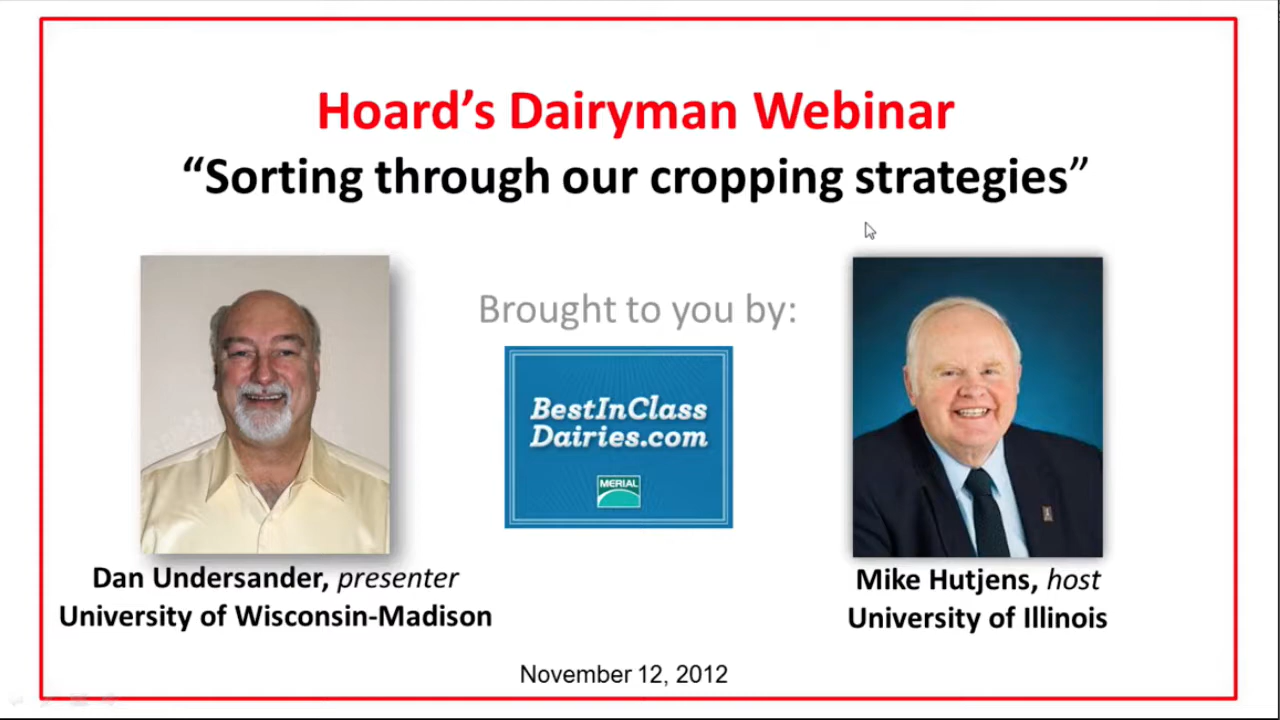 Hoard’s Dairyman Webinar
“Sorting through our cropping strategies”
Brought to you by:
BestInClass
Dairies.com
MERIAL
Dan Undersander, presenter
University of Wisconsin-Madison
Mike Hutjens, host
University of Illinois
November 12, 2012